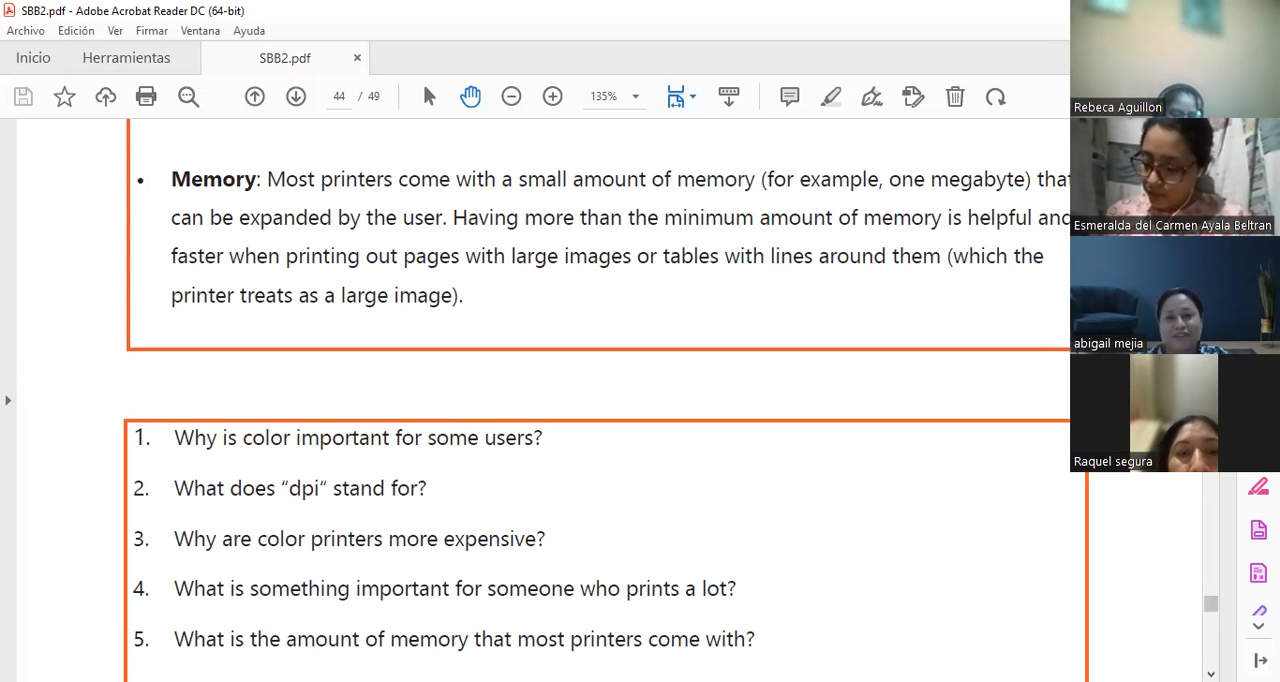 SBB2.pdf - Adobe Acrobat Reader DC (64-bit)
Archivo Edición Ver Firmar Ventana Ayuda
Inicio Herramientas SBB2.pdf ×
44 / 49 135%
• Memory: Most printers come with a small amount of memory (for example, one megabyte) that
can be expanded by the user. Having more than the minimum amount of memory is helpful and
faster when printing out pages with large images or tables with lines around them (which the
printer treats as a large image).
1. Why is color important for some users?
2. What does “dpi“ stand for?
3. Why are color printers more expensive?
4. What is something important for someone who prints a lot?
5. What is the amount of memory that most printers come with?
Rebeca Aguillon
Esmeralda del Carmen Ayala Beltran
abigail mejia
Raquel segura